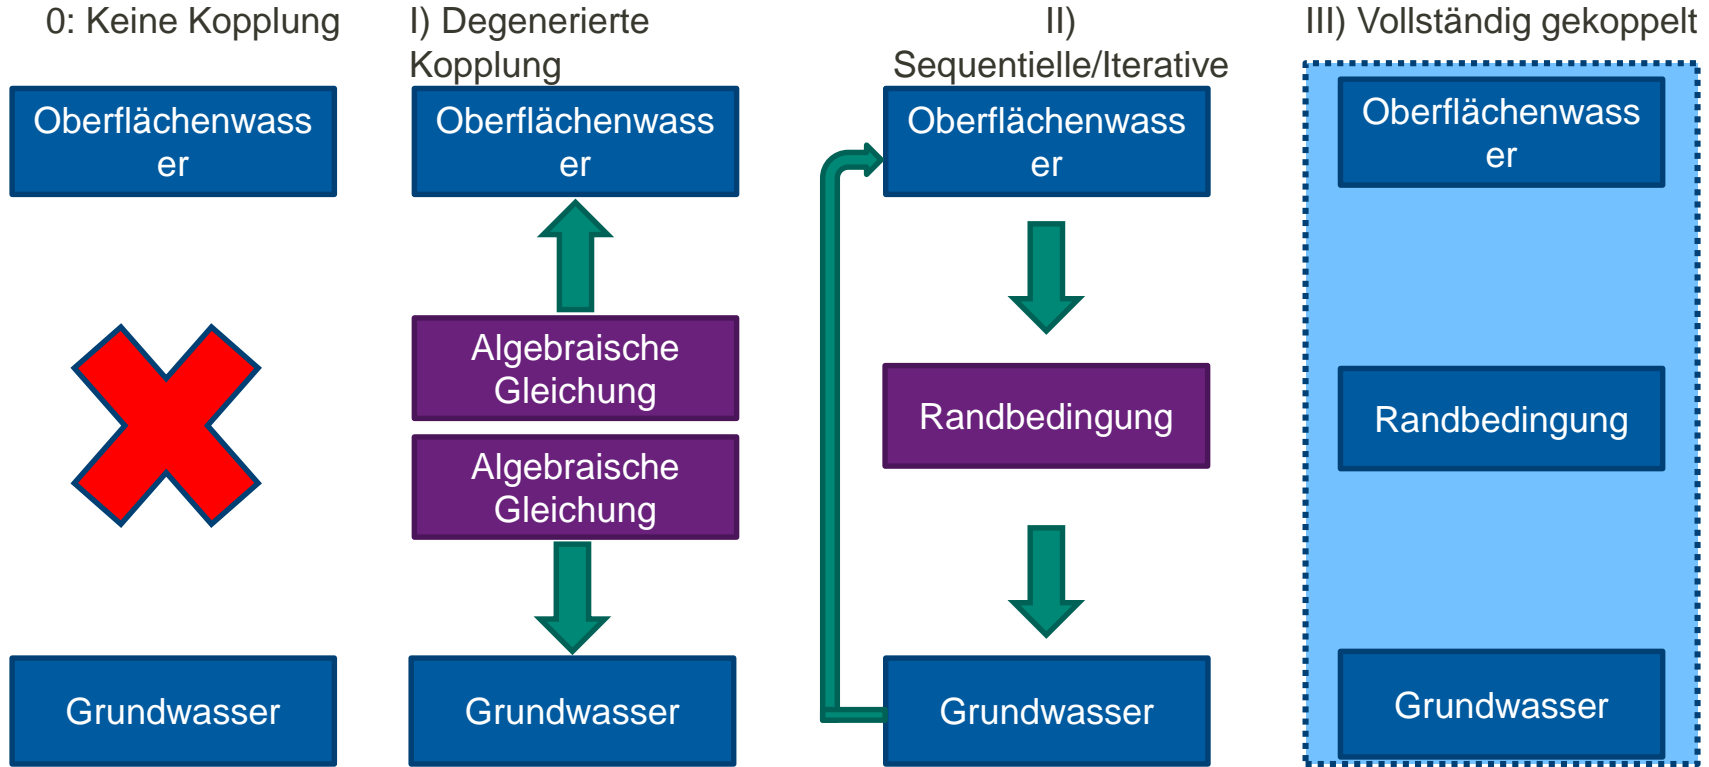 0: Keine Kopplung
Oberflächenwass
er
Grundwasser
I) Degenerierte
Kopplung
Oberflächenwass
er
Algebraische
Gleichung
Algebraische
Gleichung
Grundwasser
II)
Sequentielle/Iterative
Oberflächenwass
er
Randbedingung
Grundwasser
III) Vollständig gekoppelt
Oberflächenwass
er
Randbedingung
Grundwasser